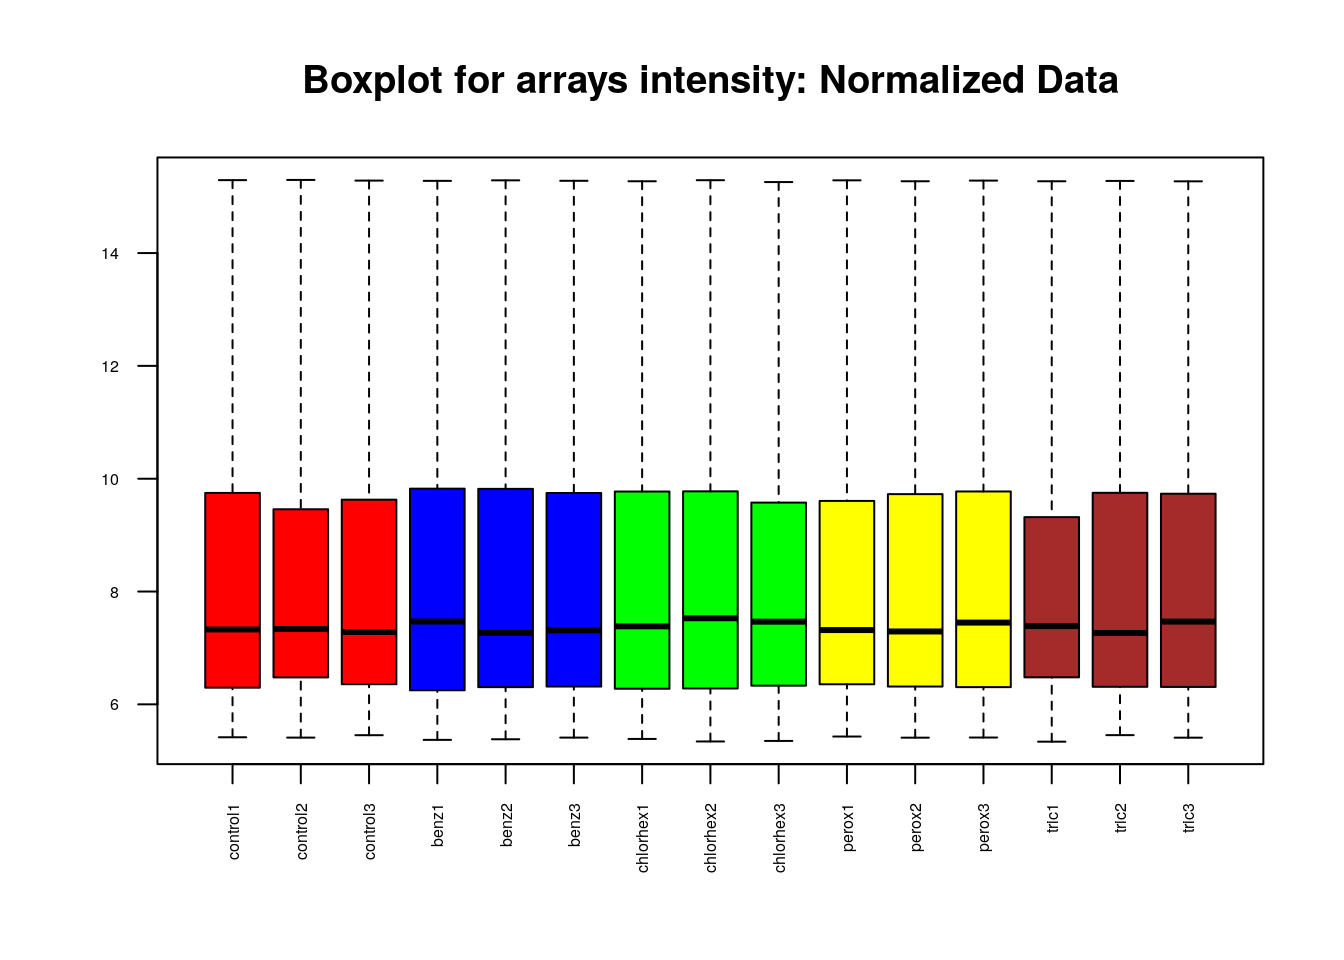 Boxplot for arrays intensity: Normalized Data
14
12
10
8
6
control1
control2
control3
benz1
benz2
benz3
chlorhex1
chlorhex2
chlorhex3
perox1
perox2
perox3
tric1
tric2
tric3